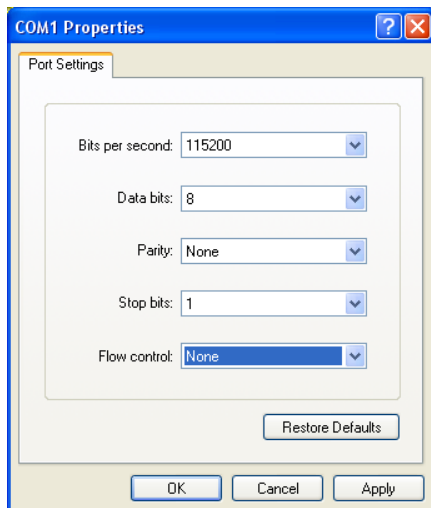 COM1 Properties
Port Settings
Bits per second: 115200
Data bits: 8
Parity: None
Stop bits: 1
Flow control: None
Restore Defaults
OK Cancel Apply